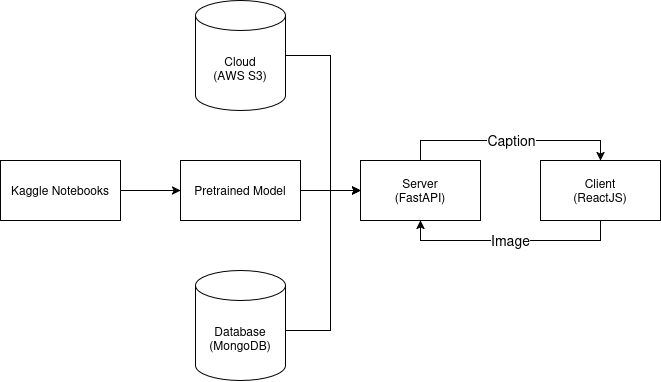 Cloud
(AWS S3)
Caption
Kaggle Notebooks
Pretrained Model
Server
(FastAPI)
Client
(ReactJS)
Image
Database
(MongoDB)